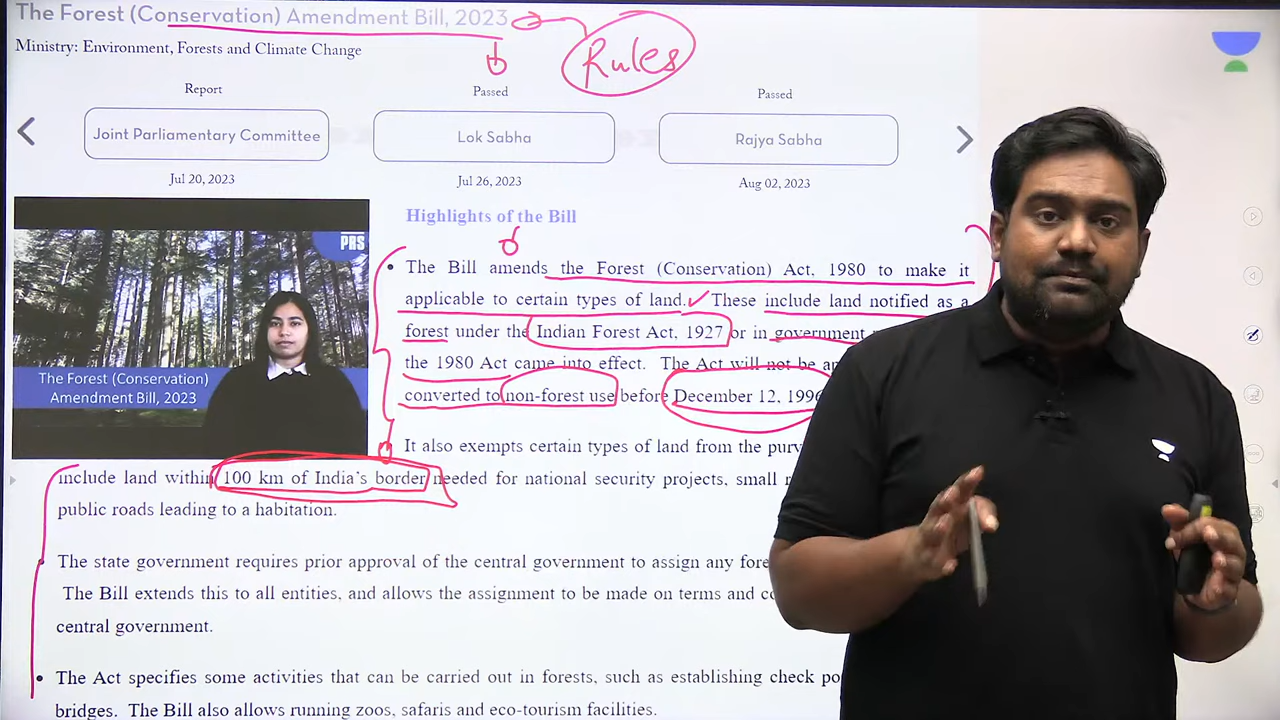 The Forest (Conservation) Amendment Bill, 2023
Rules
Ministry: Environment, Forests and Climate Change
Report
Passed
Passed
Joint Parliamentary Committee
Lok Sabha
Rajya Sabha
Jul 20, 2023
Jul 26, 2023
Aug 02, 2023
PRS
The Forest (Conservation)
Amendment Bill, 2023
Highlights of the Bill
• The Bill amends the Forest (Conservation) Act, 1980 to make it
applicable to certain types of land. These include land notified as a
forest under the Indian Forest Act, 1927 or in government
the 1980 Act came into effect. The Act will not be
converted to non-forest use before December 12, 1996
It also exempts certain types of land from the
include land within 100 km of India's border needed for national security projects, small
public roads leading to a habitation.
The state government requires prior approval of the central government to assign any
The Bill extends this to all entities, and allows the assignment to be made on terms and
central government.
• The Act specifies some activities that can be carried out in forests, such as establishing check
bridges. The Bill also allows running zoos, safaris and eco-tourism facilities.